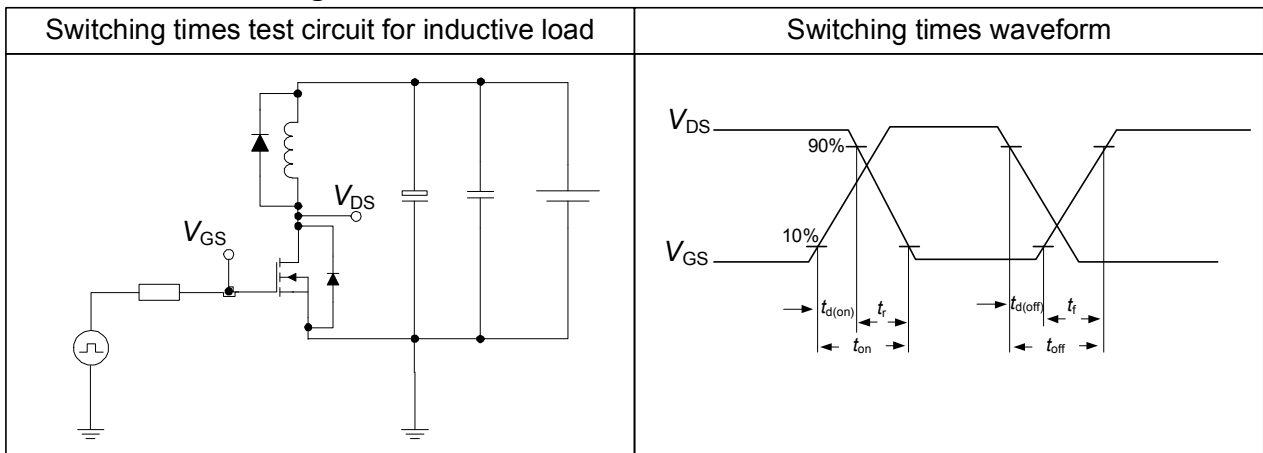 Switching times test circuit for inductive load
Switching times waveform
VDS
VGS
VDS
90%
10%
VGS
td(on)
tr
td(off)
tf
ton
toff